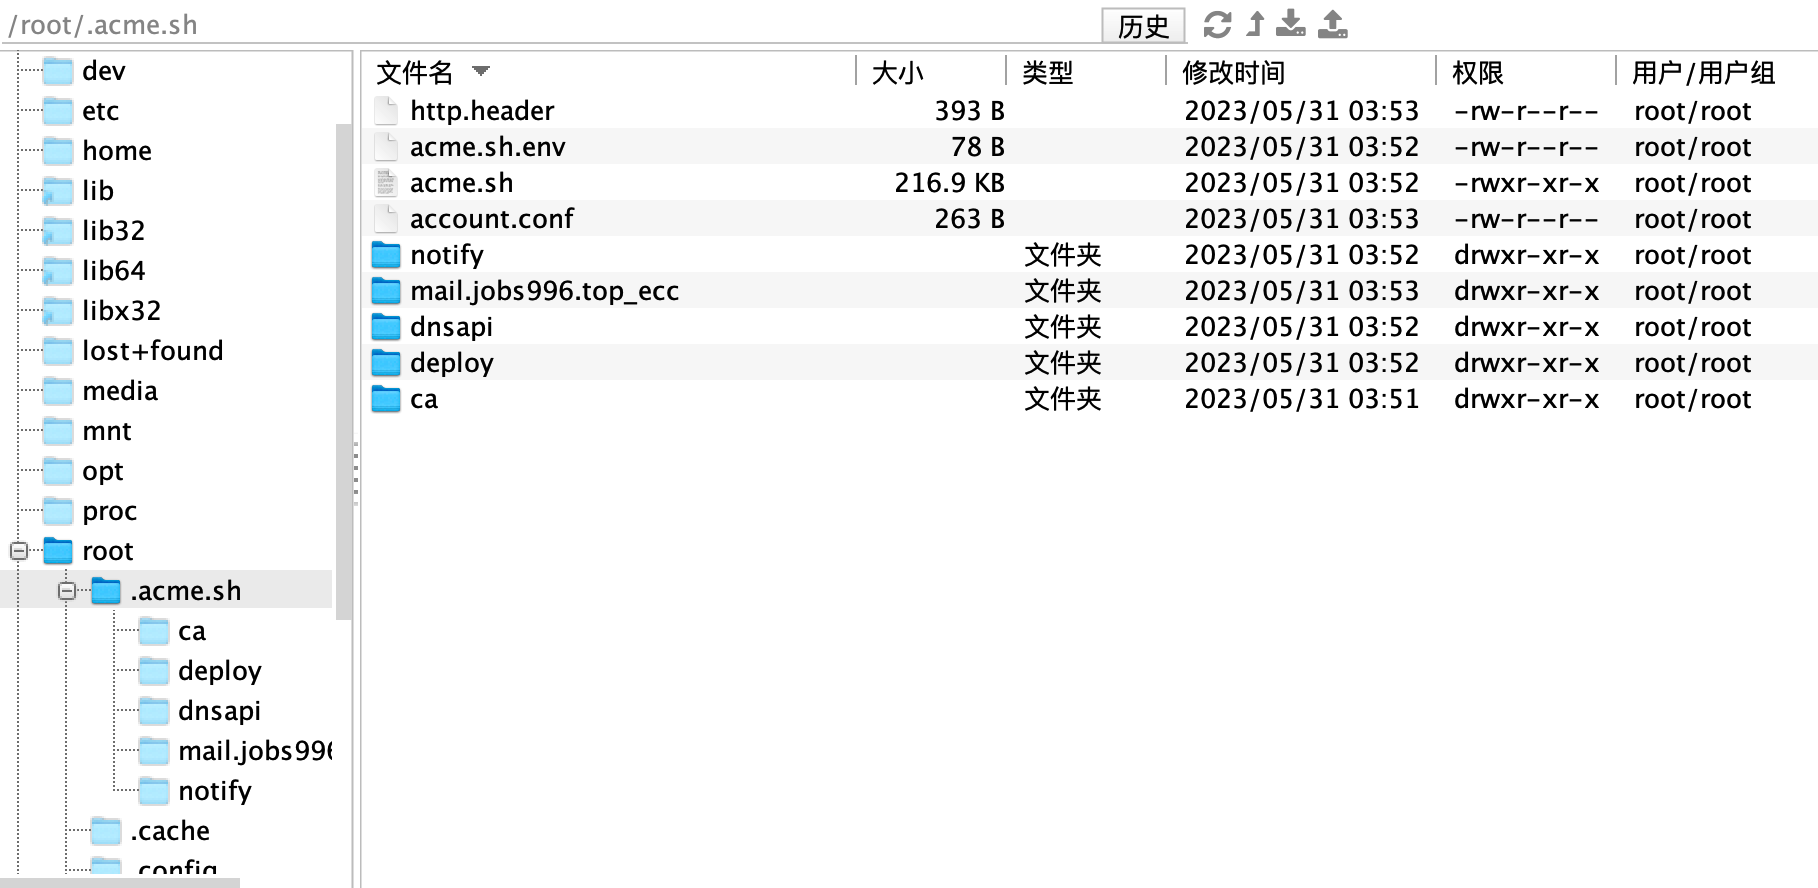 /root/.acme.sh
历史
dev
etc
home
lib
lib32
lib64
libx32
lost+found
media
mnt
opt
proc
root
.acme.sh
ca
deploy
dnsapi
mail.jobs996
notify
.cache
.config
文件名 大小 类型 修改时间 权限 用户/用户组
http.header 393 B 2023/05/31 03:53 -rw-r--r-- root/root
acme.sh.env 78 B 2023/05/31 03:52 -rw-r--r-- root/root
acme.sh 216.9 KB 2023/05/31 03:52 -rwxr-xr-x root/root
account.conf 263 B 2023/05/31 03:53 -rw-r--r-- root/root
notify 文件夹 2023/05/31 03:52 drwxr-xr-x root/root
mail.jobs996.top_ecc 文件夹 2023/05/31 03:53 drwxr-xr-x root/root
dnsapi 文件夹 2023/05/31 03:52 drwxr-xr-x root/root
deploy 文件夹 2023/05/31 03:52 drwxr-xr-x root/root
ca 文件夹 2023/05/31 03:51 drwxr-xr-x root/root